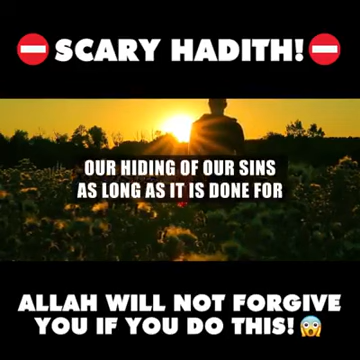 ⛔SCARY HADITH!⛔
OUR HIDING OF OUR SINS
AS LONG AS IT IS DONE FOR
ALLAH WILL NOT FORGIVE
YOU IF YOU DO THIS!😱